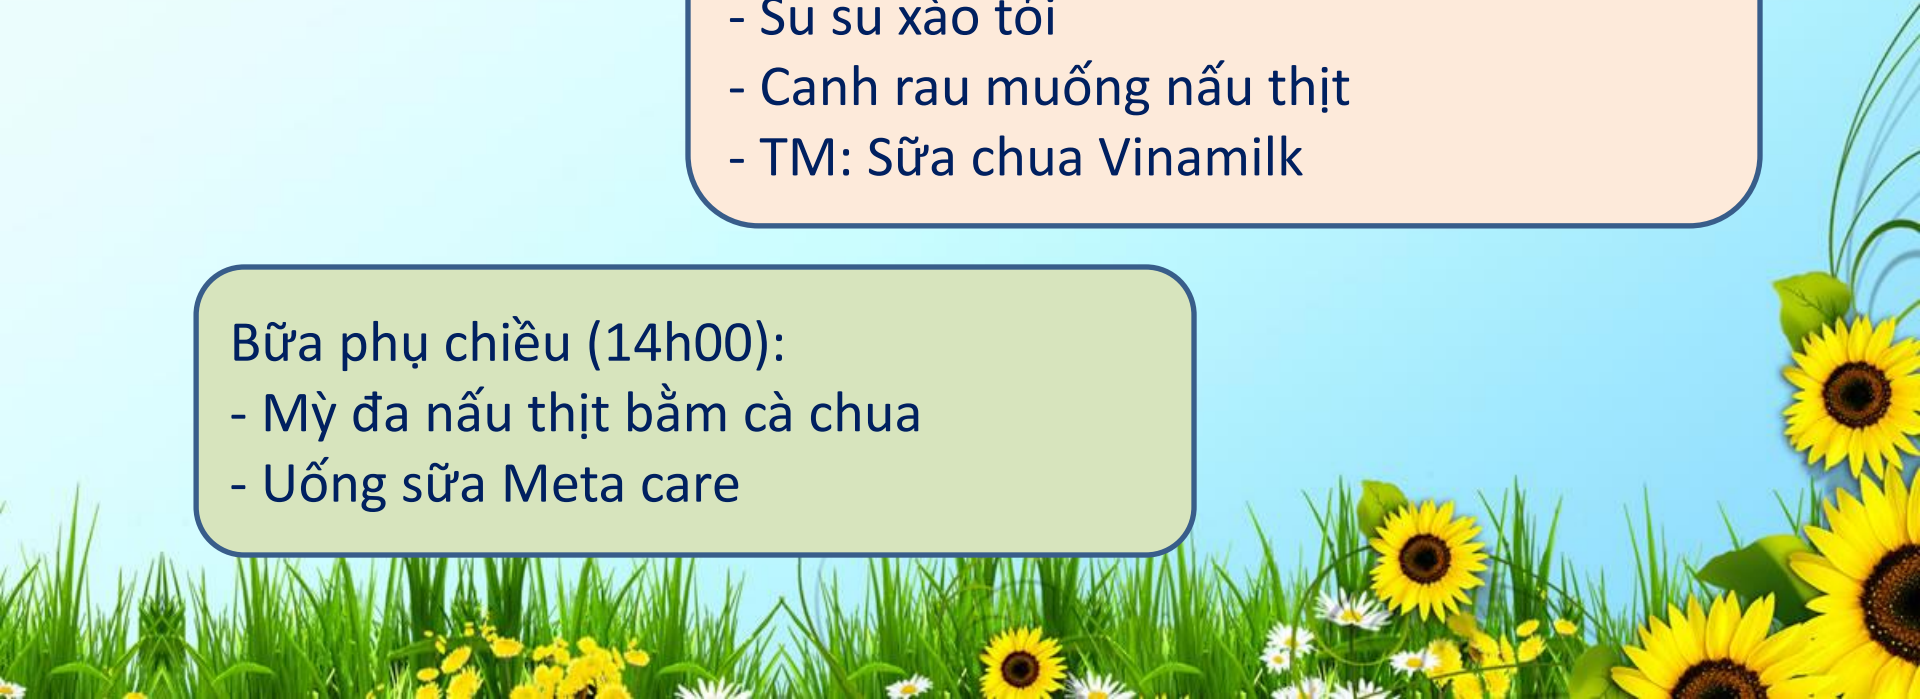 - Su su xào tỏi
- Canh rau muống nấu thịt
- TM: Sữa chua Vinamilk
Bữa phụ chiều (14h00):
- Mỳ đa nấu thịt bằm cà chua
- Uống sữa Meta care